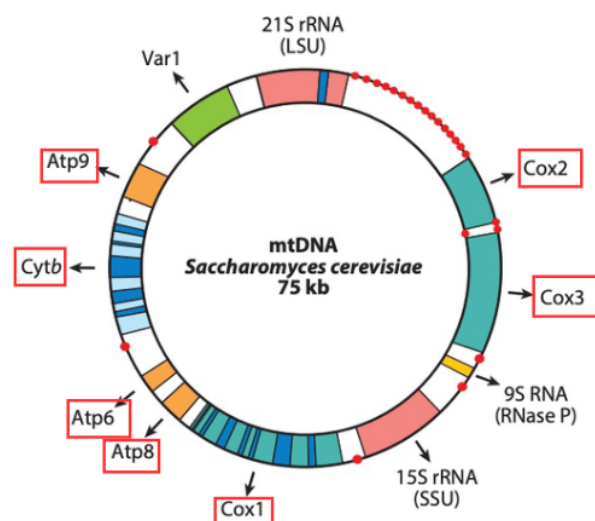 21S rRNA
(LSU)
Var1
Atp9
Cox2
mtDNA
Saccharomyces cerevisiae
75 kb
Cytb
Cox3
9S RNA
(RNase P)
Atp6
Atp8
15S rRNA
(SSU)
Cox1